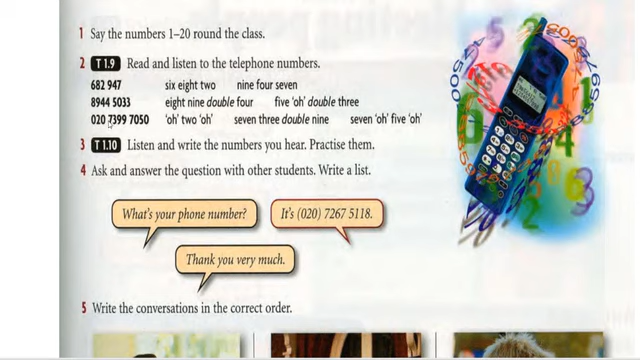 1 Say the numbers 1–20 round the class.
2 T 1.9 Read and listen to the telephone numbers.
682 947 six eight two nine four seven
8944 5033 eight nine double four five 'oh' double three
020 7399 7050 'oh' two 'oh' seven three double nine seven 'oh' five 'oh'
3 T 1.10 Listen and write the numbers you hear. Practise them.
4 Ask and answer the question with other students. Write a list.
What's your phone number? It's (020) 7267 5118.
Thank you very much.
5 Write the conversations in the correct order.